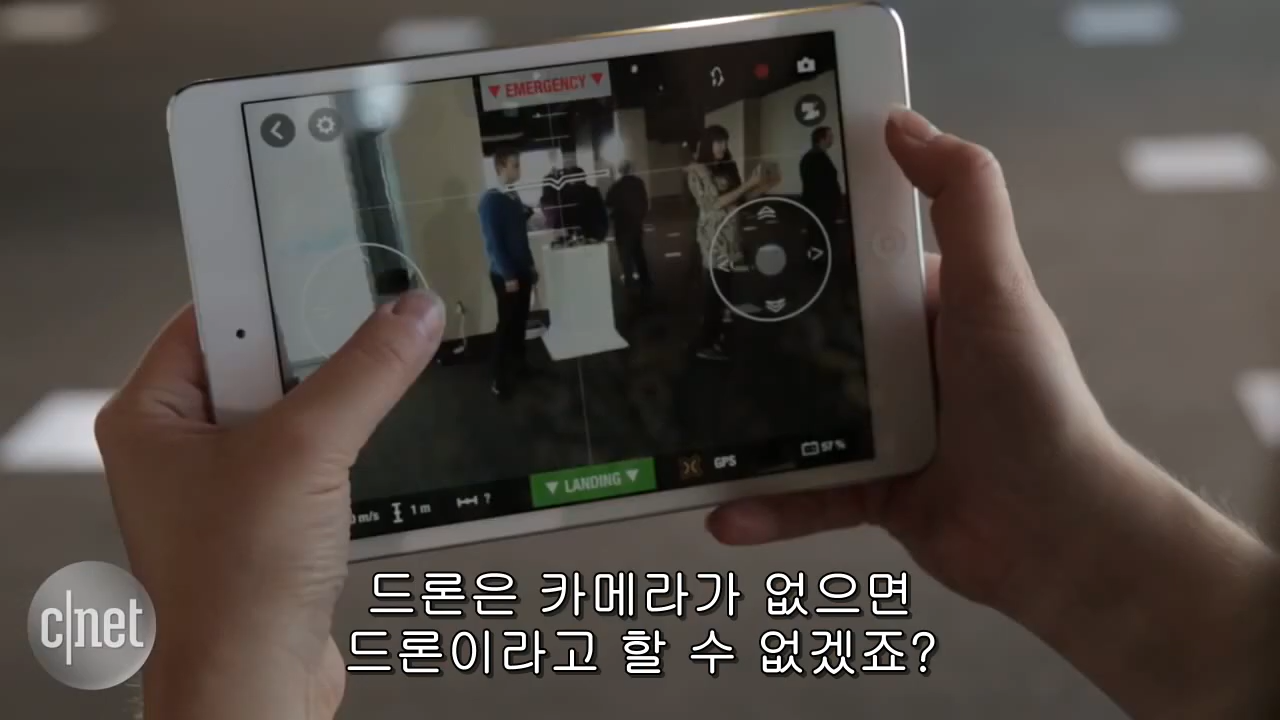 EMERGENCY
m/s
1 m
?
LANDING
GPS
57 %
c|net
드론은 카메라가 없으면
드론이라고 할 수 없겠죠?